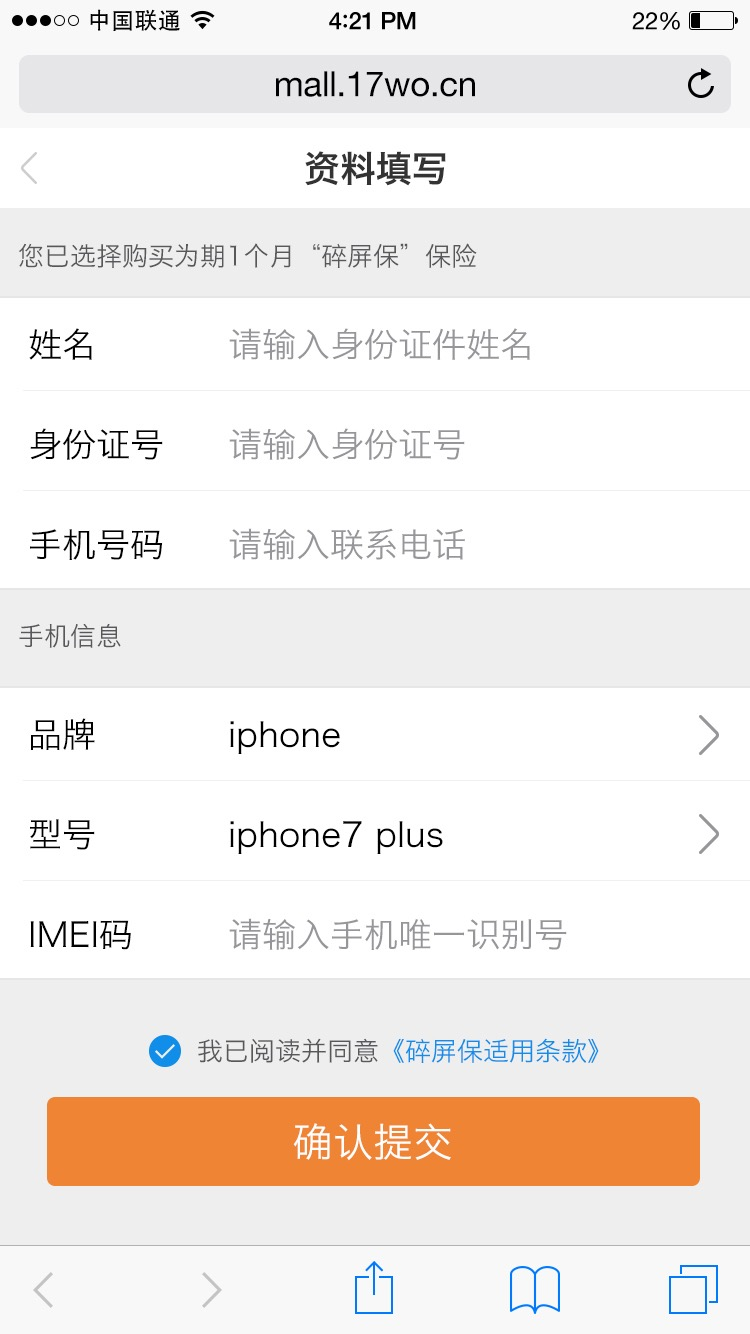 中国联通 4:21 PM 22%
mall.17wo.cn
资料填写
您已选择购买为期1个月“碎屏保”保险
姓名 请输入身份证件姓名
身份证号 请输入身份证号
手机号码 请输入联系电话
手机信息
品牌 iphone
型号 iphone7 plus
IMEI码 请输入手机唯一识别号
我已阅读并同意《碎屏保适用条款》
确认提交